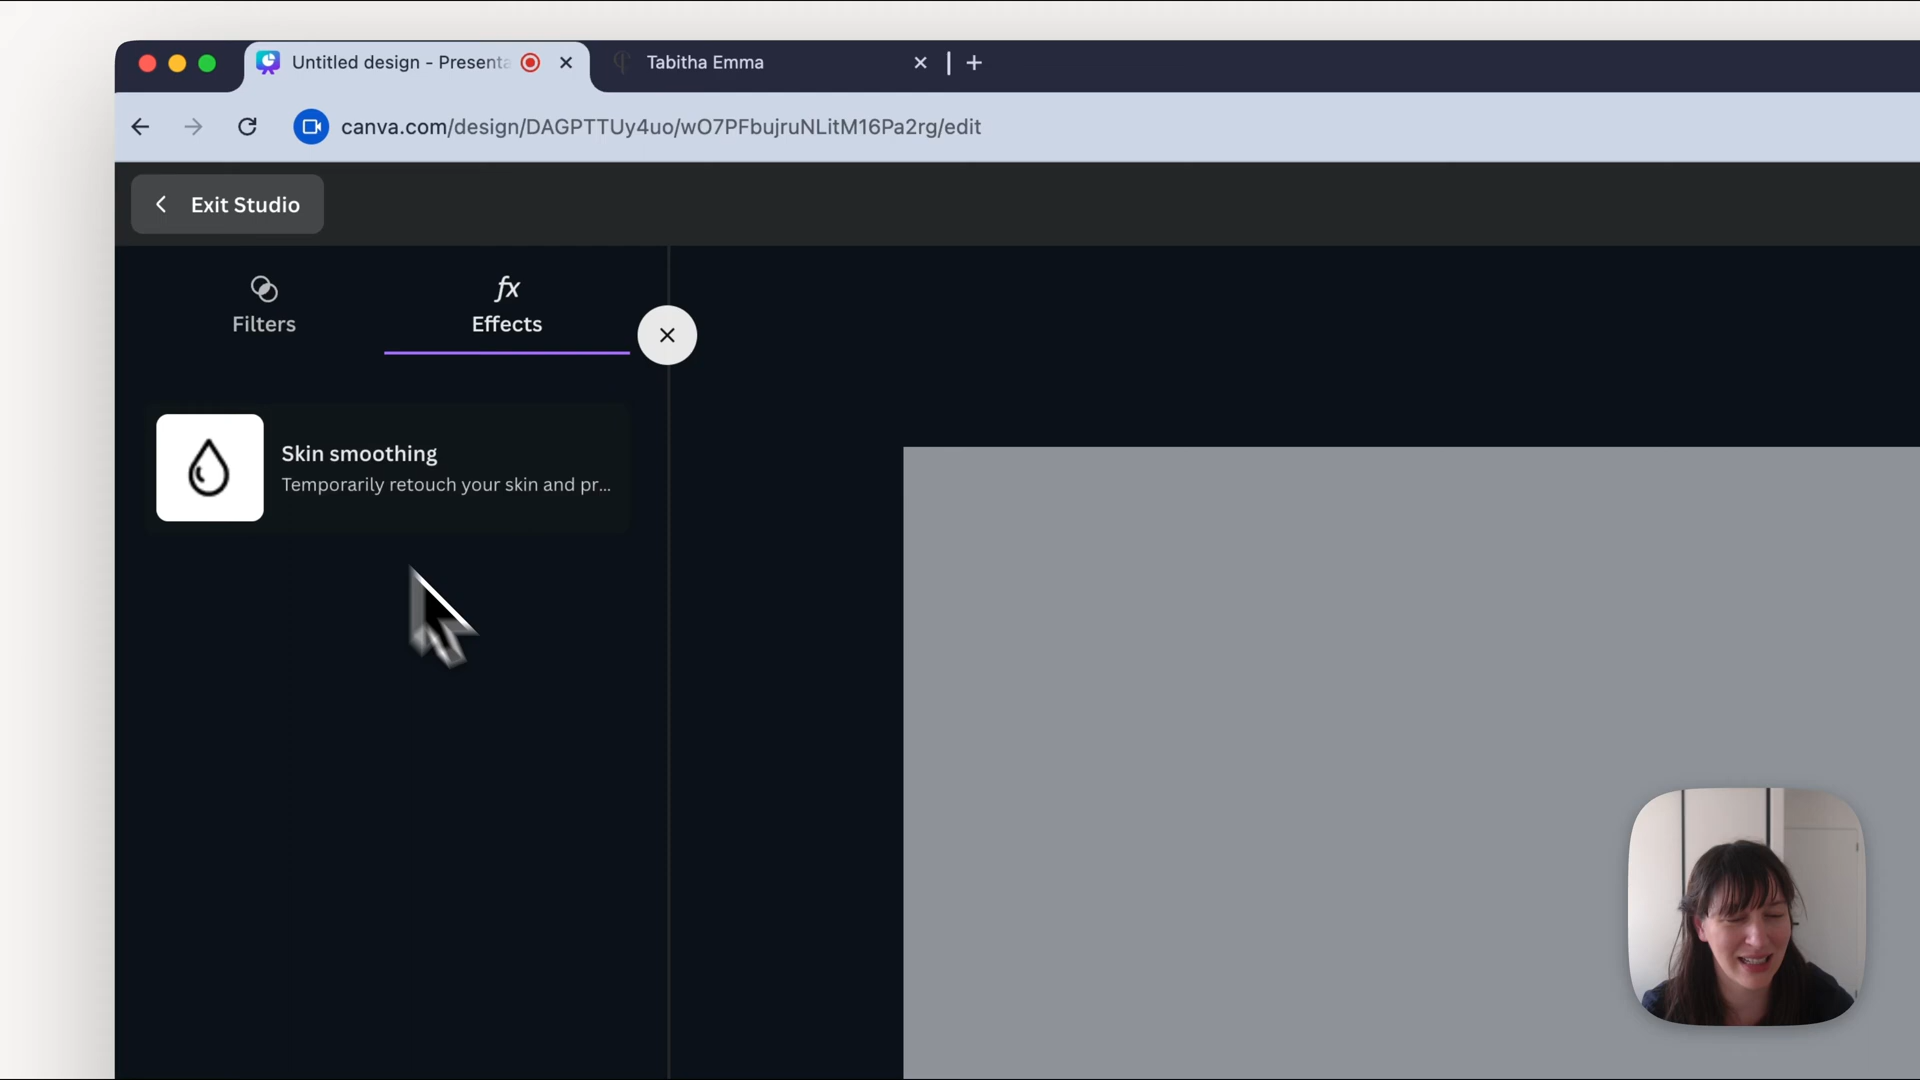 Untitled design - Presenta
Tabitha Emma
canva.com/design/DAGPTTUy4uo/wO7PFbujruNLitM16Pa2rg/edit
Exit Studio
Filters
fx
Effects
Skin smoothing
Temporarily retouch your skin and pr...